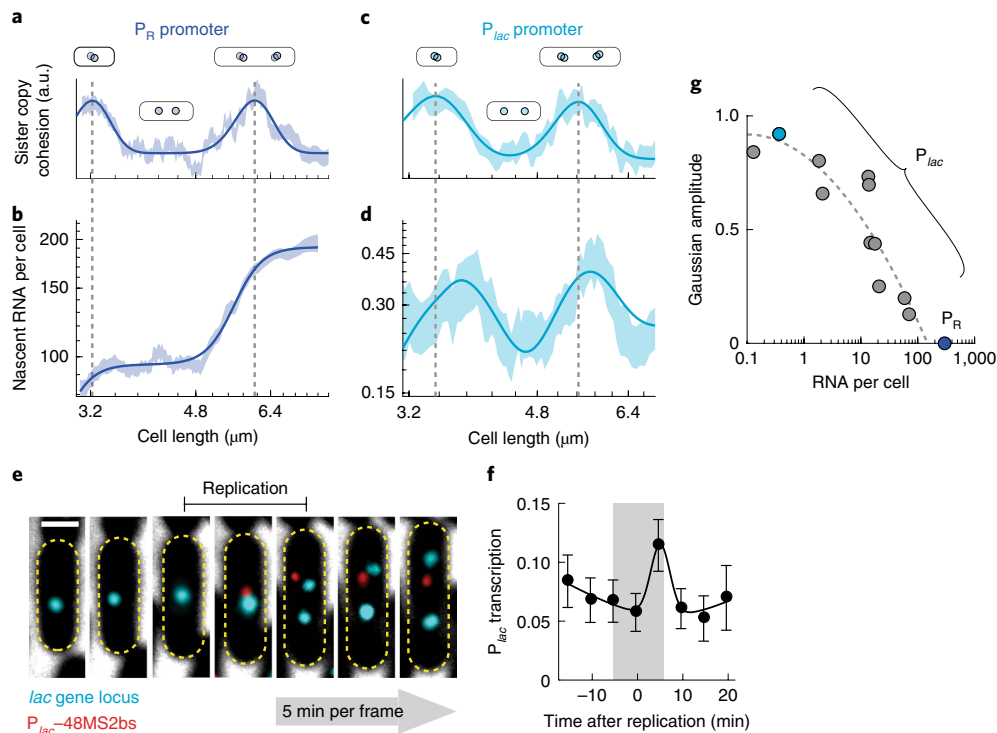 a
P_R promoter
Sister copy
cohesion (a.u.)
b
Nascent RNA per cell
200
150
100
3.2
4.8
6.4
Cell length (μm)
c
P_lac promoter
d
0.45
0.30
0.15
3.2
4.8
6.4
Cell length (μm)
g
Gaussian amplitude
1.0
0.5
0
P_lac
P_R
0.1
1
10
100
1,000
RNA per cell
e
Replication
lac gene locus
P_lac–48MS2bs
5 min per frame
f
P_lac transcription
0.15
0.10
0.05
0
–10
0
10
20
Time after replication (min)